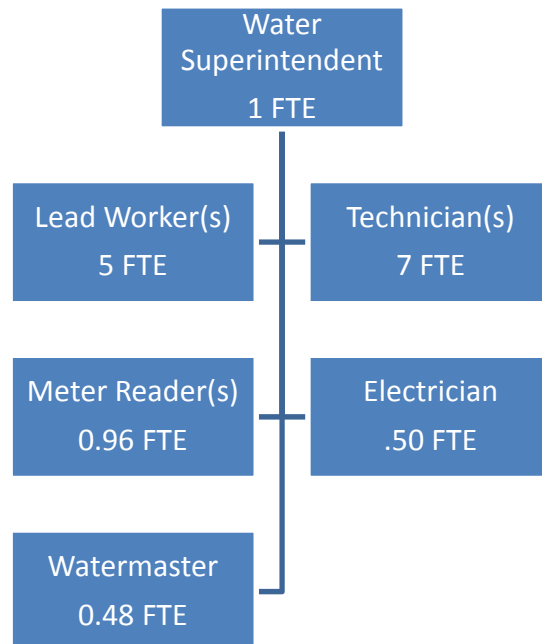 Water
Superintendent
1 FTE
Lead Worker(s)
5 FTE
Technician(s)
7 FTE
Meter Reader(s)
0.96 FTE
Electrician
.50 FTE
Watermaster
0.48 FTE